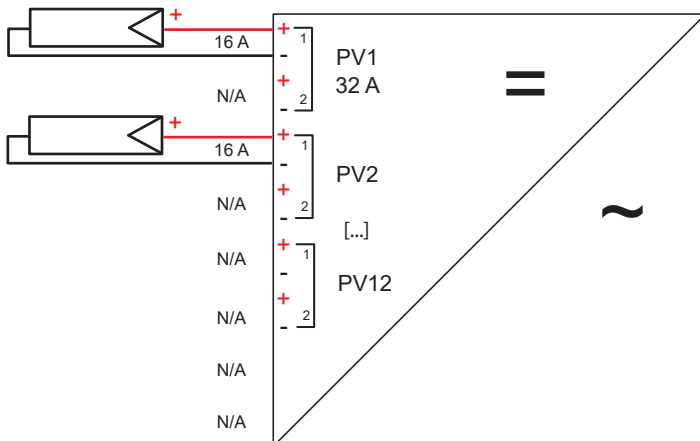 +
16 A
+
1
-
PV1
+
32 A
N/A
-
2
=
+
16 A
+
1
-
PV2
+
N/A
-
2
~
[...]
N/A
+
1
-
PV12
+
N/A
-
2
N/A
N/A